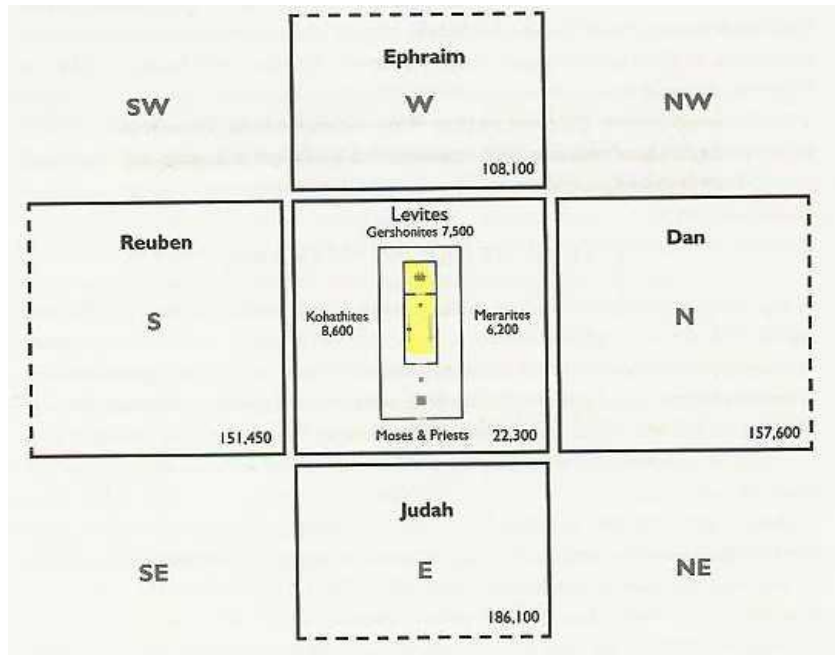 Ephraim
SW
W
NW
108,100
Levites
Gershonites 7,500
Reuben
Dan
S
Kohathites
8,600
Merarites
6,200
N
151,450
Moses & Priests
22,300
157,600
Judah
SE
E
NE
186,100